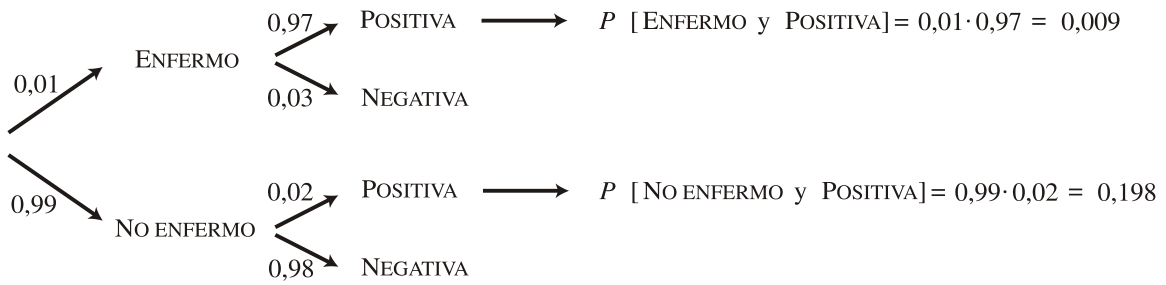 0,97 POSITIVA P [ENFERMO y POSITIVA] = 0,01·0,97 = 0,009
ENFERMO
0,01
0,03 NEGATIVA
0,02 POSITIVA P [NO ENFERMO y POSITIVA] = 0,99·0,02 = 0,198
0,99
NO ENFERMO
0,98 NEGATIVA